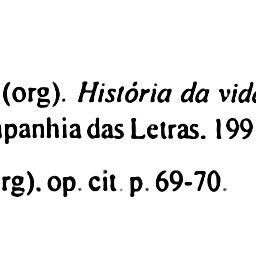 (org). História da vid
panhia das Letras. 199
rg). op. cit. p. 69-70.